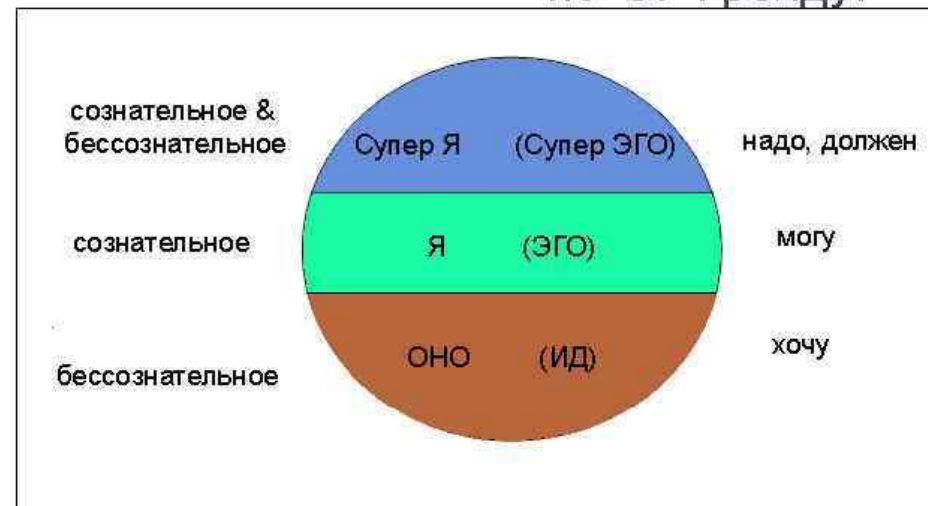 сознательное &
бессознательное
Супер Я (Супер ЭГО)
надо, должен
сознательное
Я (ЭГО)
могу
бессознательное
ОНО (ИД)
хочу